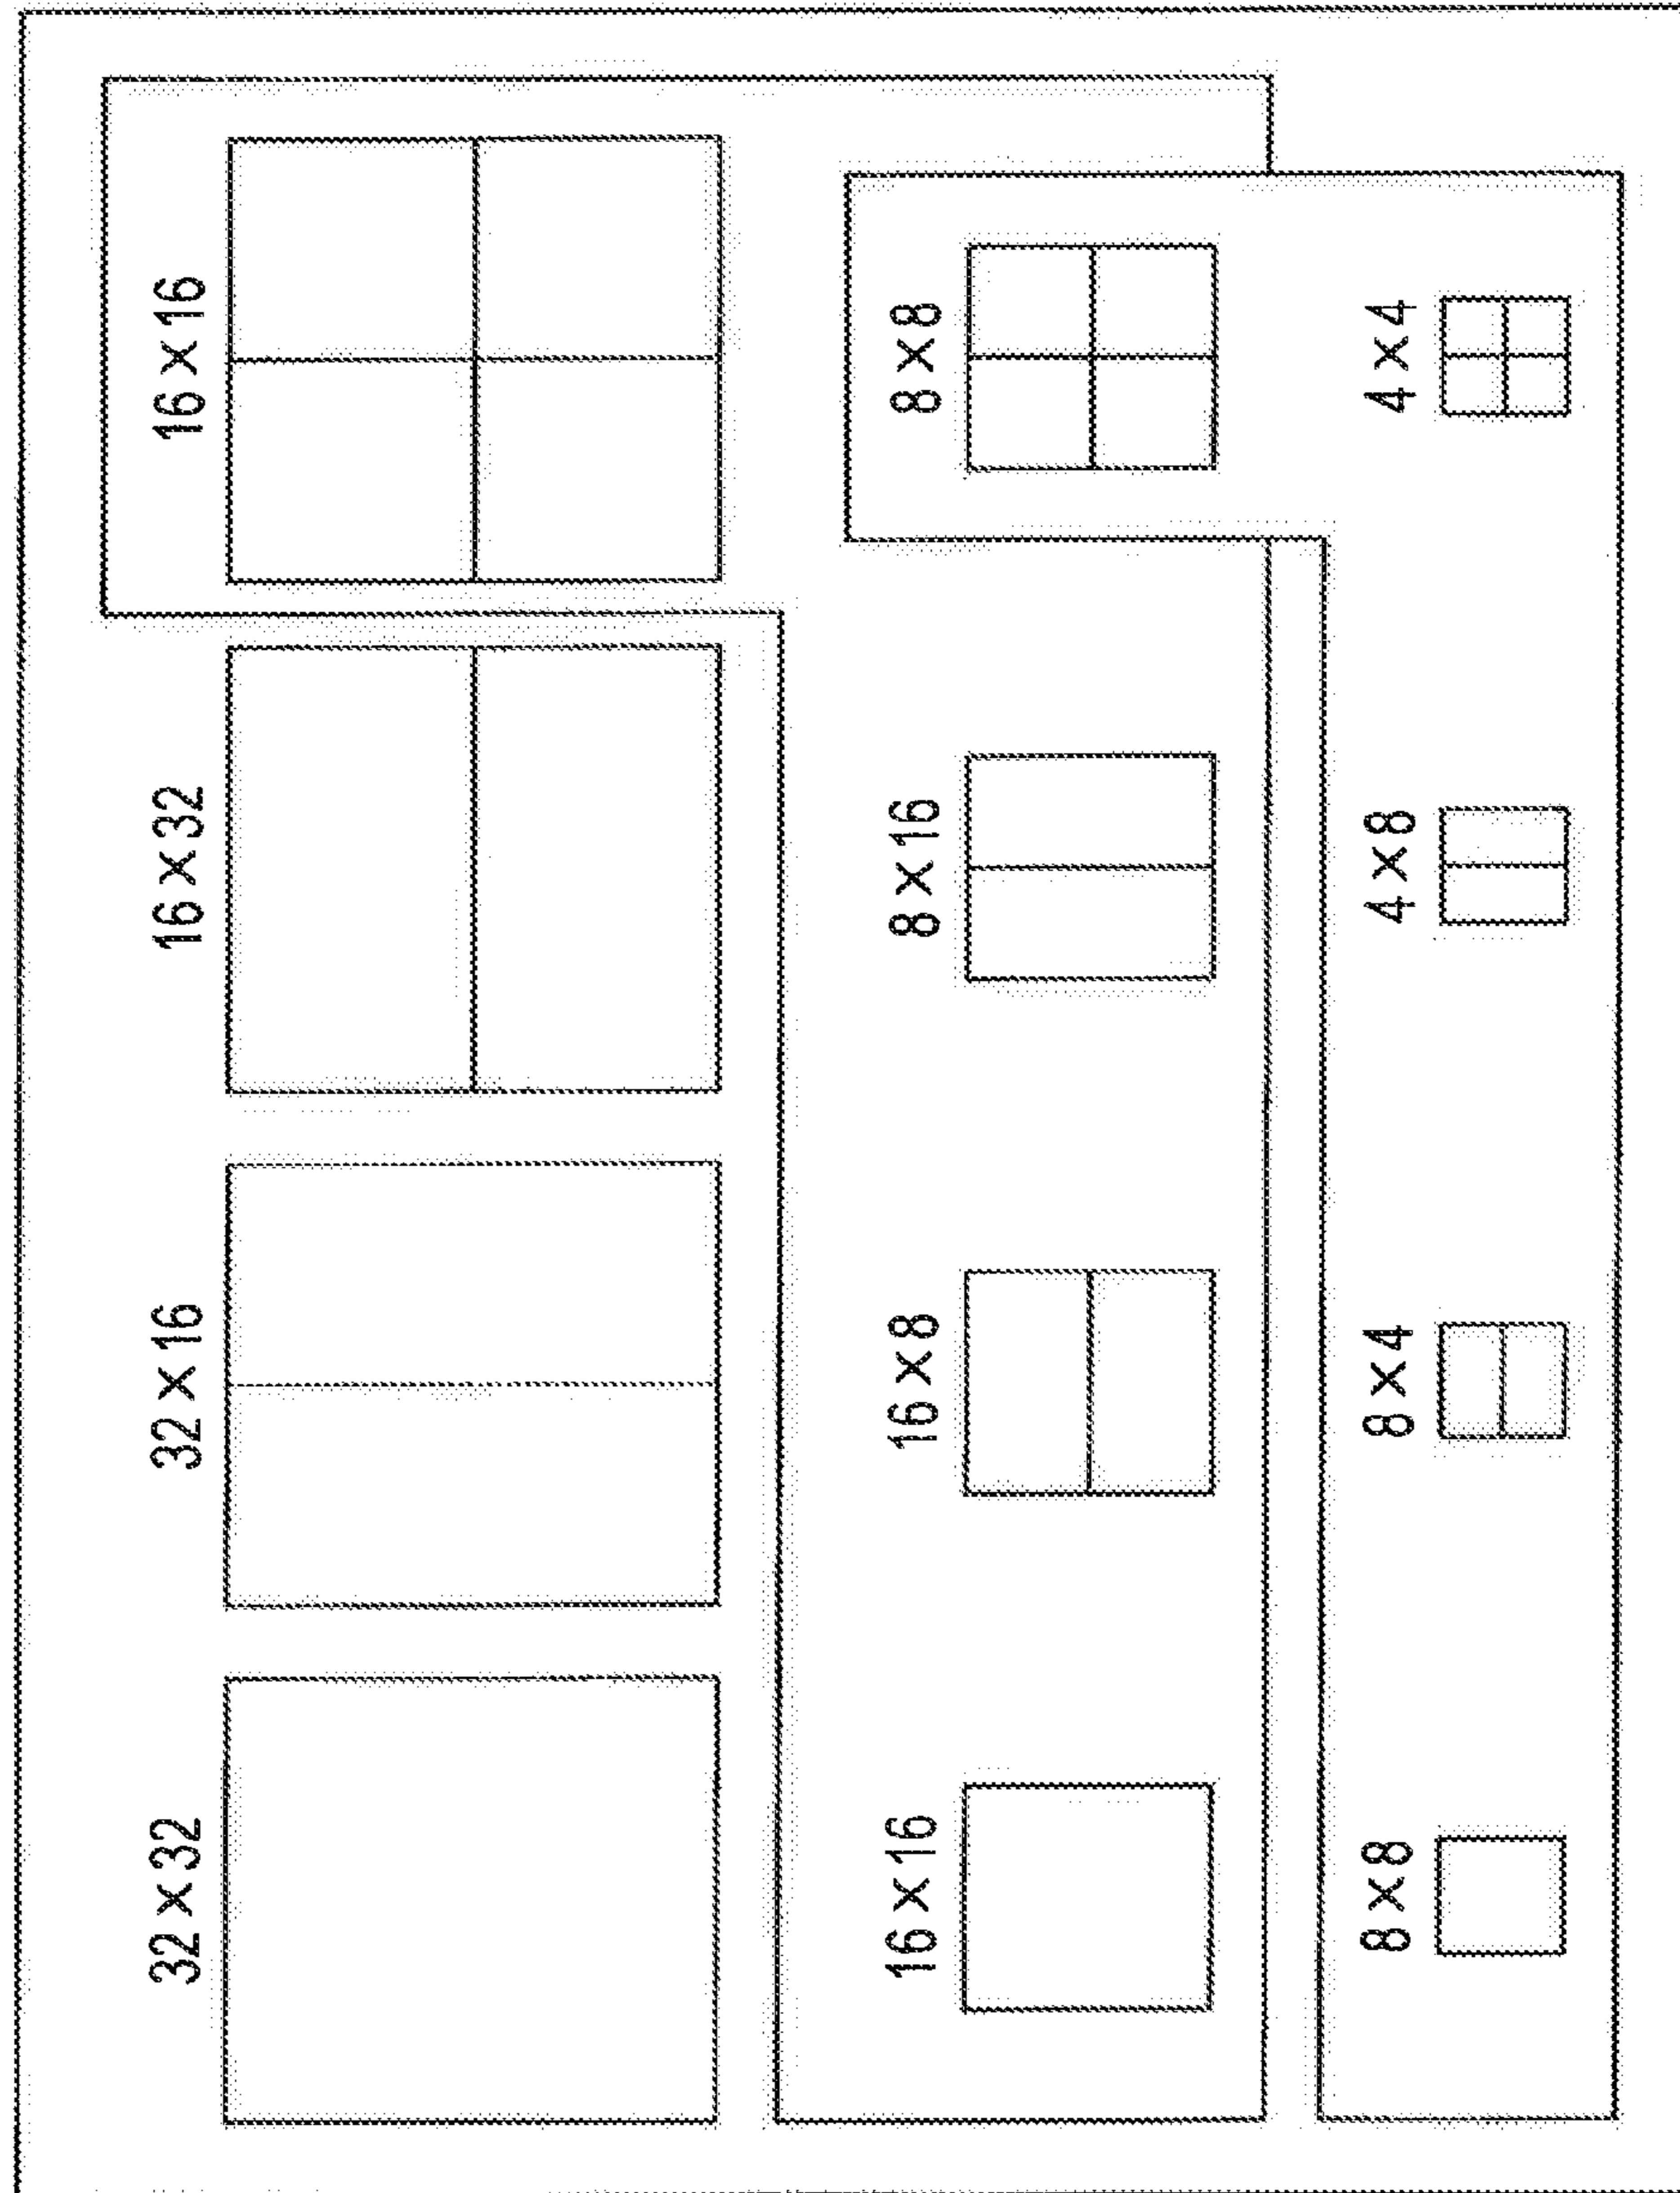 32 × 32
32 × 16
16 × 32
16 × 16
16 × 16
16 × 8
8 × 16
8 × 8
8 × 8
8 × 4
4 × 8
4 × 4